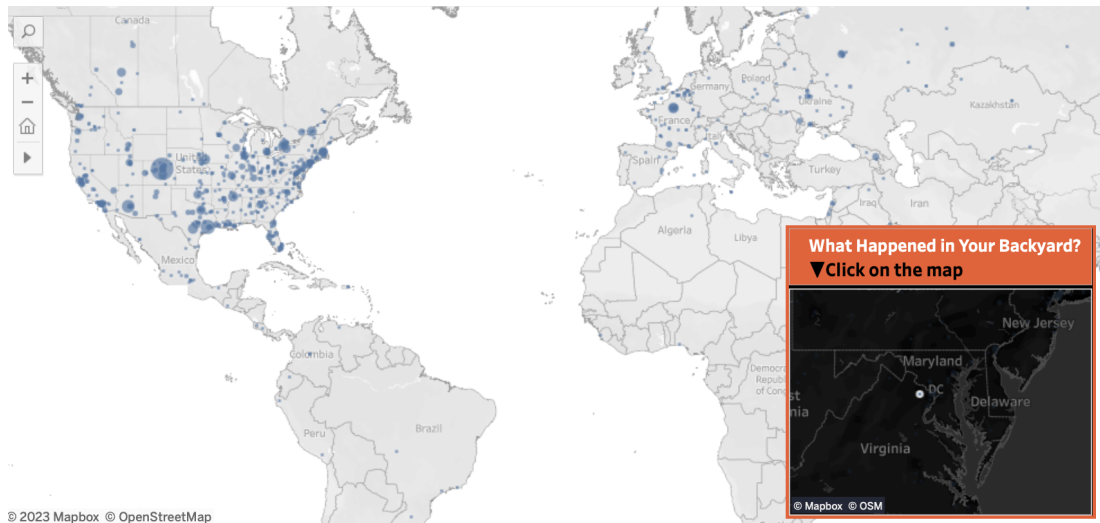 Canada
United
States
Mexico
Colombia
Peru
Brazil
Germany
Poland
Ukraine
France
Spain
Turkey
Kazakhstan
Iraq
Iran
Algeria
Libya
What Happened in Your Backyard?
▼Click on the map
New Jersey
Maryland
DC
Delaware
Virginia
© Mapbox © OSM
© 2023 Mapbox © OpenStreetMap